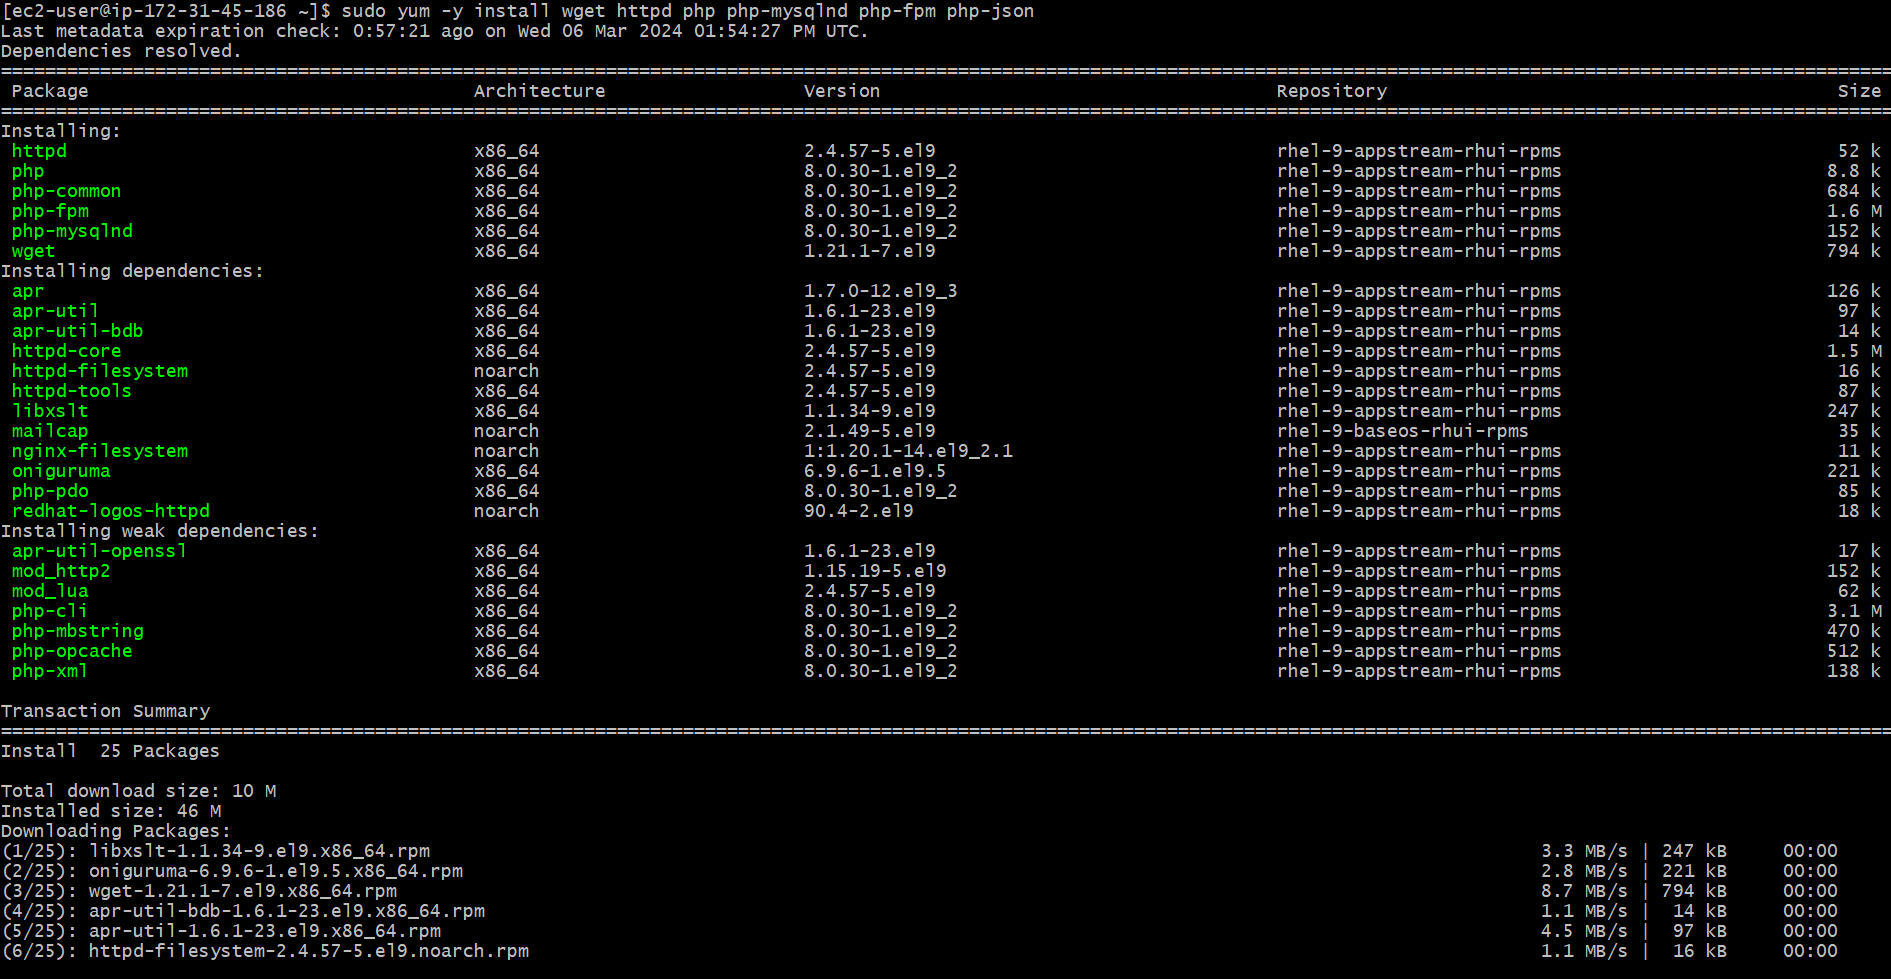 [ec2-user@ip-172-31-45-186 ~]$ sudo yum -y install wget httpd php php-mysqlnd php-fpm php-json
Last metadata expiration check: 0:57:21 ago on Wed 06 Mar 2024 01:54:27 PM UTC.
Dependencies resolved.
================================================================================
Package Architecture Version Repository Size
================================================================================
Installing:
httpd x86_64 2.4.57-5.el9 rhel-9-appstream-rhui-rpms 52 k
php x86_64 8.0.30-1.el9_2 rhel-9-appstream-rhui-rpms 8.8 k
php-common x86_64 8.0.30-1.el9_2 rhel-9-appstream-rhui-rpms 684 k
php-fpm x86_64 8.0.30-1.el9_2 rhel-9-appstream-rhui-rpms 1.6 M
php-mysqlnd x86_64 8.0.30-1.el9_2 rhel-9-appstream-rhui-rpms 152 k
wget x86_64 1.21.1-7.el9 rhel-9-appstream-rhui-rpms 794 k
Installing dependencies:
apr x86_64 1.7.0-12.el9_3 rhel-9-appstream-rhui-rpms 126 k
apr-util x86_64 1.6.1-23.el9 rhel-9-appstream-rhui-rpms 97 k
apr-util-bdb x86_64 1.6.1-23.el9 rhel-9-appstream-rhui-rpms 14 k
httpd-core x86_64 2.4.57-5.el9 rhel-9-appstream-rhui-rpms 1.5 M
httpd-filesystem noarch 2.4.57-5.el9 rhel-9-appstream-rhui-rpms 16 k
httpd-tools x86_64 2.4.57-5.el9 rhel-9-appstream-rhui-rpms 87 k
libxslt x86_64 1.1.34-9.el9 rhel-9-appstream-rhui-rpms 247 k
mailcap noarch 2.1.49-5.el9 rhel-9-baseos-rhui-rpms 35 k
nginx-filesystem noarch 1:1.20.1-14.el9_2.1 rhel-9-appstream-rhui-rpms 11 k
oniguruma x86_64 6.9.6-1.el9.5 rhel-9-appstream-rhui-rpms 221 k
php-pdo x86_64 8.0.30-1.el9_2 rhel-9-appstream-rhui-rpms 85 k
redhat-logos-httpd noarch 90.4-2.el9 rhel-9-appstream-rhui-rpms 18 k
Installing weak dependencies:
apr-util-openssl x86_64 1.6.1-23.el9 rhel-9-appstream-rhui-rpms 17 k
mod_http2 x86_64 1.15.19-5.el9 rhel-9-appstream-rhui-rpms 152 k
mod_lua x86_64 2.4.57-5.el9 rhel-9-appstream-rhui-rpms 62 k
php-cli x86_64 8.0.30-1.el9_2 rhel-9-appstream-rhui-rpms 3.1 M
php-mbstring x86_64 8.0.30-1.el9_2 rhel-9-appstream-rhui-rpms 470 k
php-opcache x86_64 8.0.30-1.el9_2 rhel-9-appstream-rhui-rpms 512 k
php-xml x86_64 8.0.30-1.el9_2 rhel-9-appstream-rhui-rpms 138 k
Transaction Summary
================================================================================
Install 25 Packages
Total download size: 10 M
Installed size: 46 M
Downloading Packages:
(1/25): libxslt-1.1.34-9.el9.x86_64.rpm 3.3 MB/s | 247 kB 00:00
(2/25): oniguruma-6.9.6-1.el9.5.x86_64.rpm 2.8 MB/s | 221 kB 00:00
(3/25): wget-1.21.1-7.el9.x86_64.rpm 8.7 MB/s | 794 kB 00:00
(4/25): apr-util-bdb-1.6.1-23.el9.x86_64.rpm 1.1 MB/s | 14 kB 00:00
(5/25): apr-util-1.6.1-23.el9.x86_64.rpm 4.5 MB/s | 97 kB 00:00
(6/25): httpd-filesystem-2.4.57-5.el9.noarch.rpm 1.1 MB/s | 16 kB 00:00